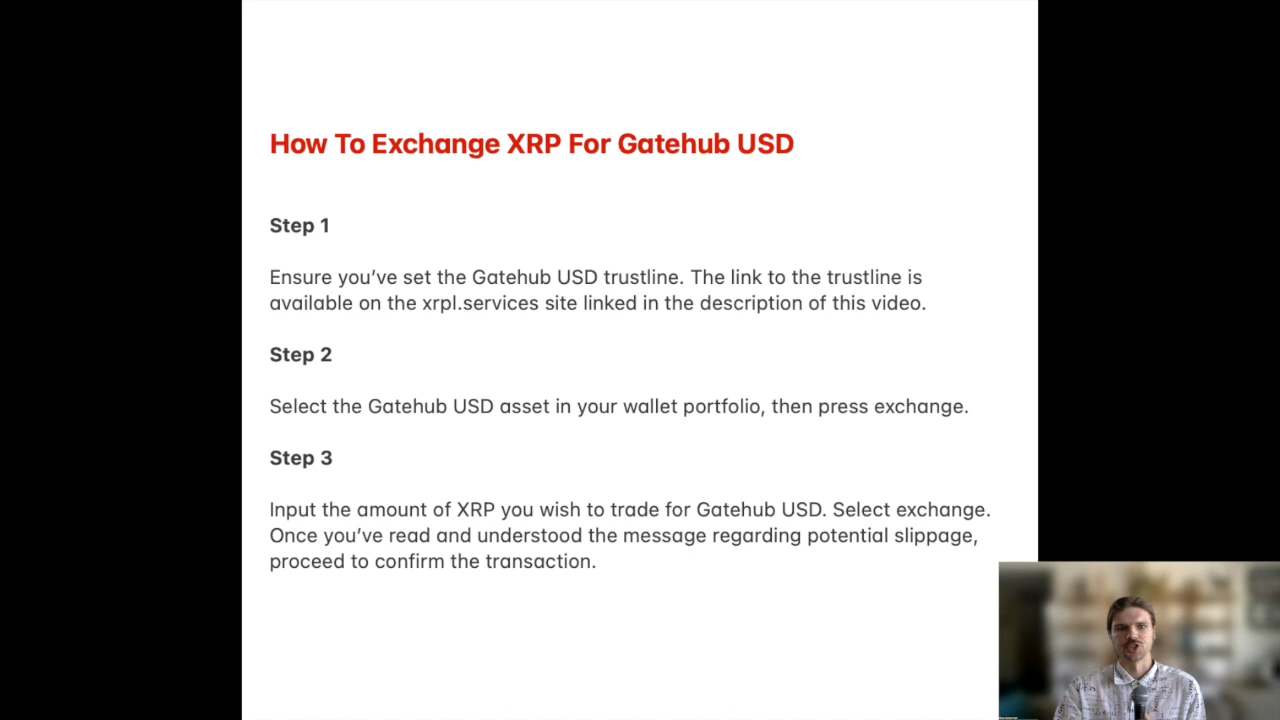 How To Exchange XRP For Gatehub USD
Step 1
Ensure you’ve set the Gatehub USD trustline. The link to the trustline is
available on the xrpl.services site linked in the description of this video.
Step 2
Select the Gatehub USD asset in your wallet portfolio, then press exchange.
Step 3
Input the amount of XRP you wish to trade for Gatehub USD. Select exchange.
Once you’ve read and understood the message regarding potential slippage,
proceed to confirm the transaction.